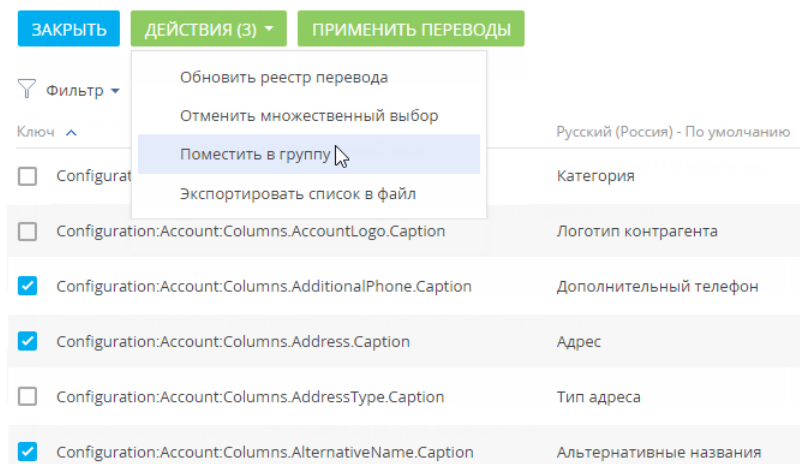 ЗАКРЫТЬ ДЕЙСТВИЯ (3) ПРИМЕНИТЬ ПЕРЕВОДЫ
Обновить реестр перевода
Фильтр
Отменить множественный выбор
Ключ Русский (Россия) - По умолчанию
Поместить в группу
Configurat Категория
Экспортировать список в файл
Configuration:Account:Columns.AccountLogo.Caption Логотип контрагента
Configuration:Account:Columns.AdditionalPhone.Caption Дополнительный телефон
Configuration:Account:Columns.Address.Caption Адрес
Configuration:Account:Columns.AddressType.Caption Тип адреса
Configuration:Account:Columns.AlternativeName.Caption Альтернативные названия